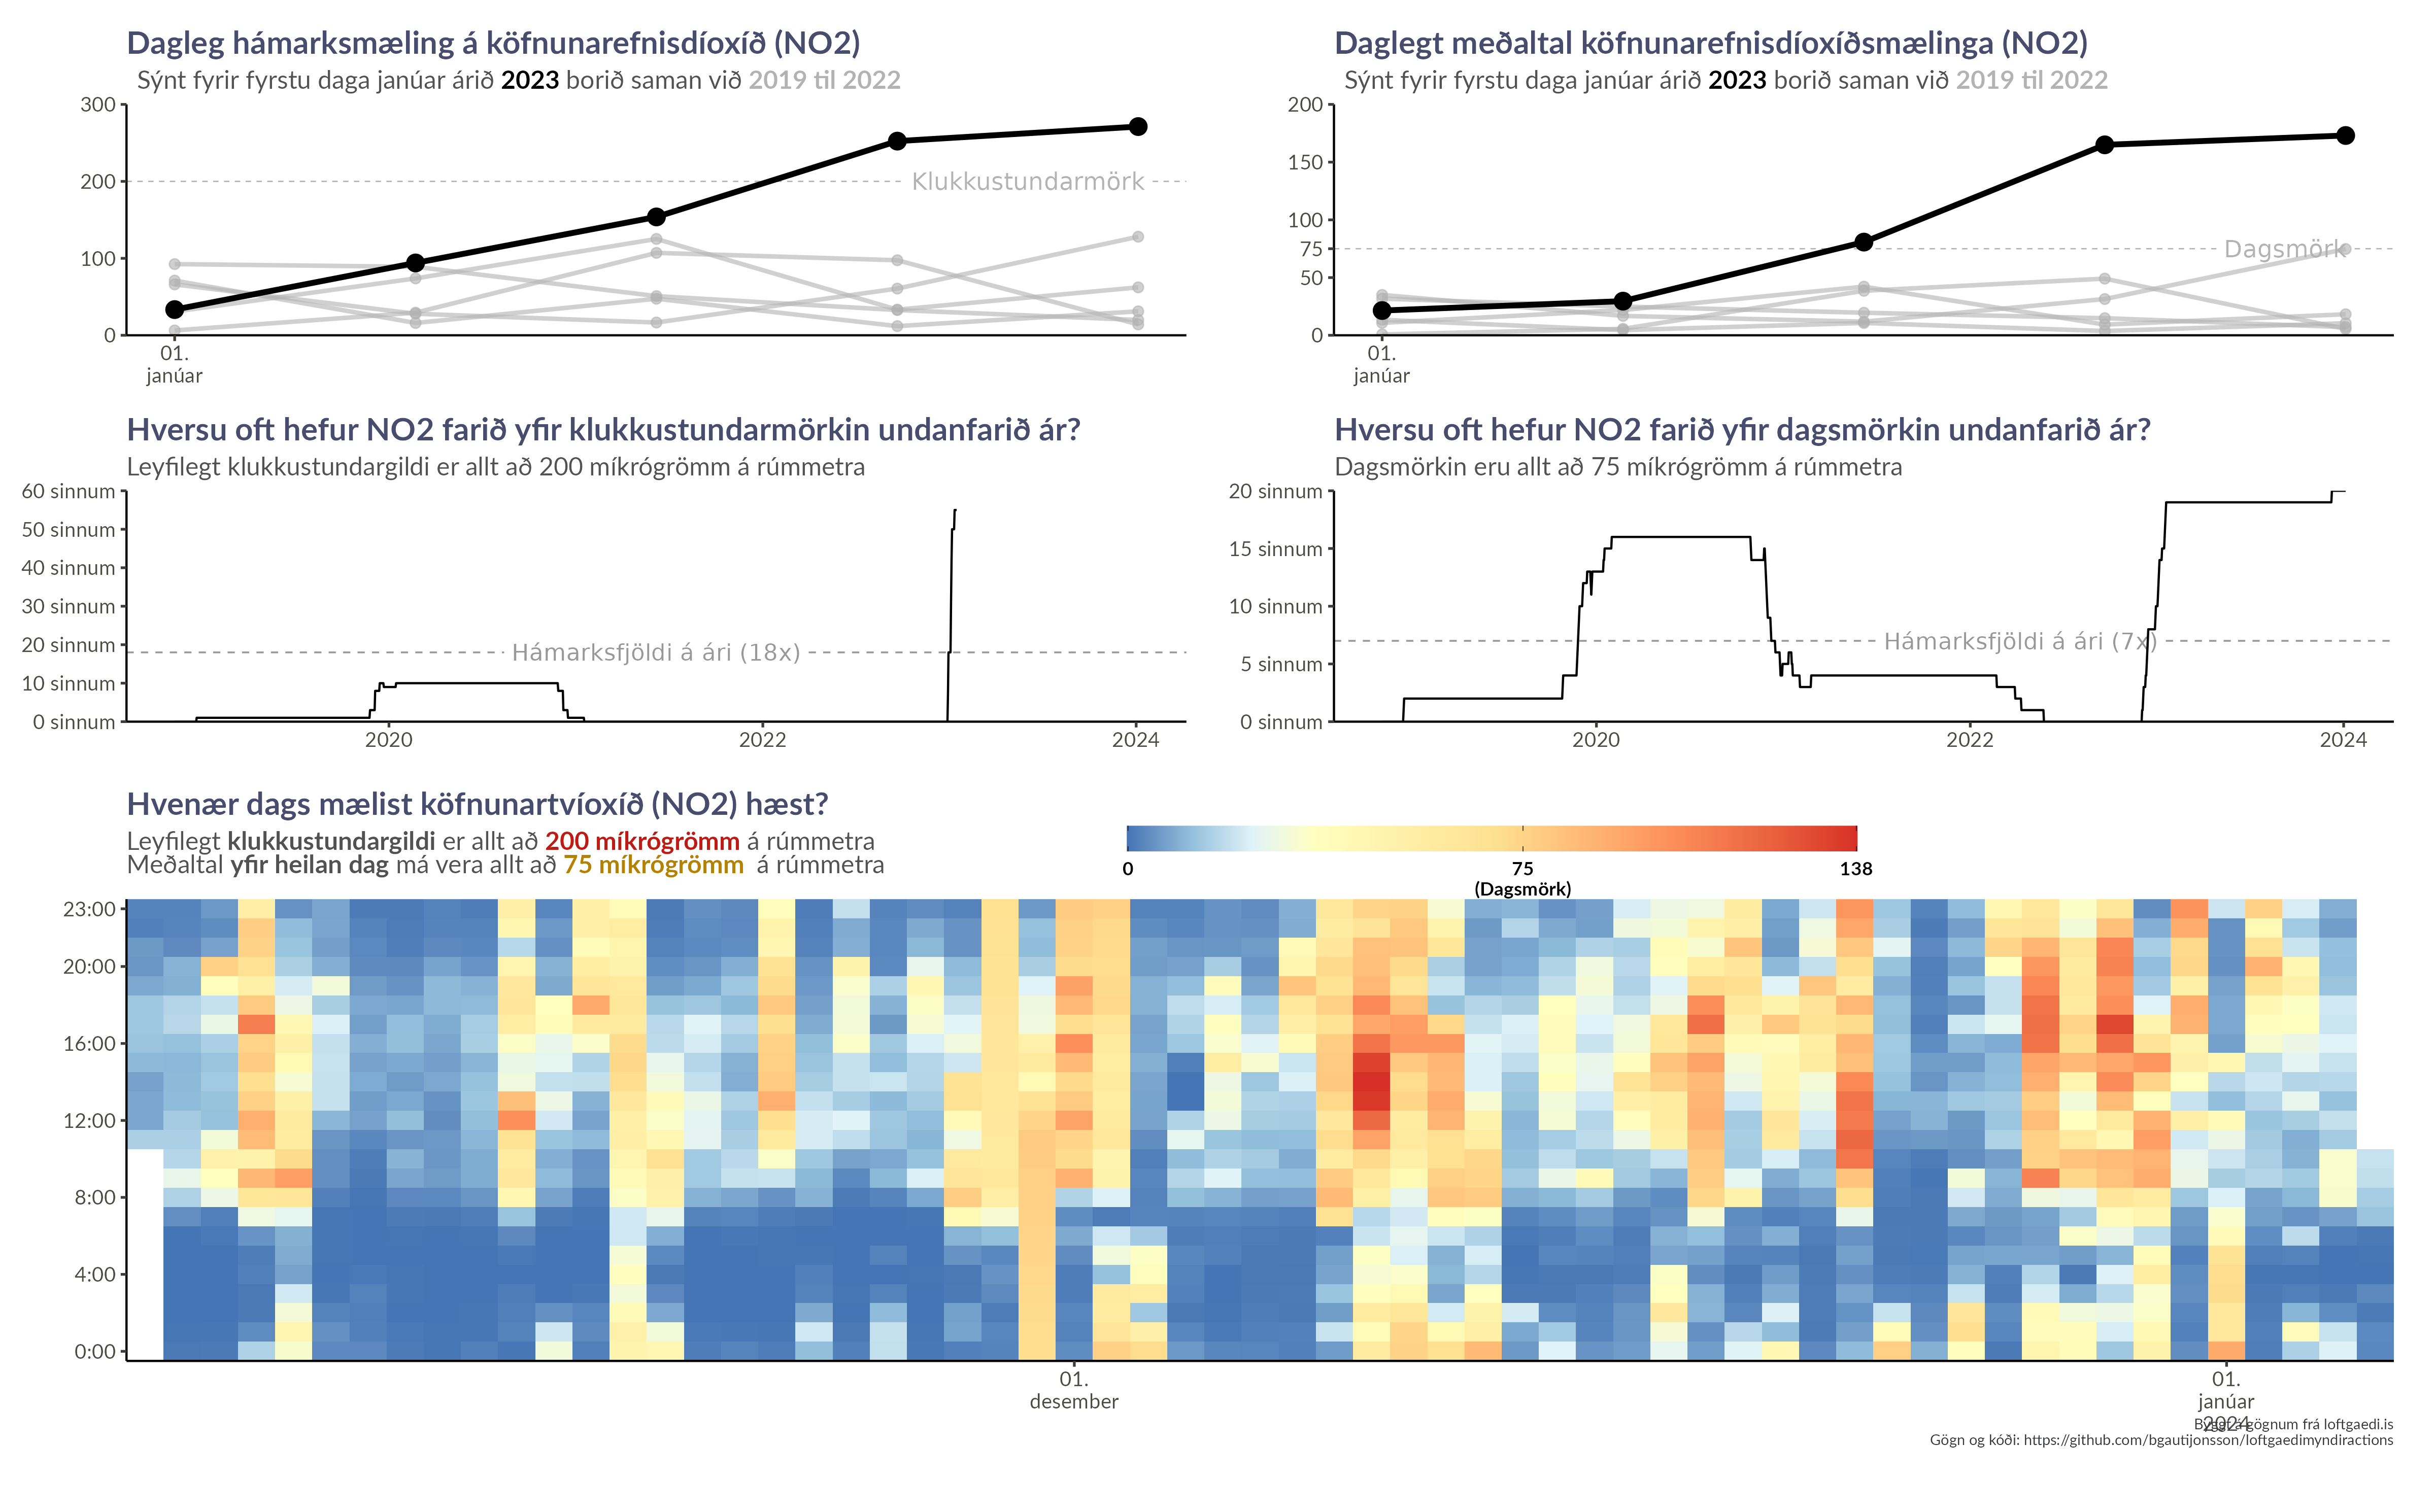 Dagleg hámarksmæling á köfnunarefnisdíoxíð (NO2)
Sýnt fyrir fyrstu daga janúar árið 2023 borið saman við 2019 til 2022
300
200
100
0
Klukkustundarmörk
01.
janúar
Daglegt meðaltal köfnunarefnisdíoxíðsmælinga (NO2)
Sýnt fyrir fyrstu daga janúar árið 2023 borið saman við 2019 til 2022
200
150
100
75
50
0
Dagsmörk
01.
janúar
Hversu oft hefur NO2 farið yfir klukkustundarmörkin undanfarið ár?
Leyfilegt klukkustundargildi er allt að 200 míkrógrömm á rúmmetra
60 sinnum
50 sinnum
40 sinnum
30 sinnum
20 sinnum
10 sinnum
0 sinnum
Hámarksfjöldi á ári (18x)
2020
2022
2024
Hversu oft hefur NO2 farið yfir dagsmörkin undanfarið ár?
Dagsmörkin eru allt að 75 míkrógrömm á rúmmetra
20 sinnum
15 sinnum
10 sinnum
5 sinnum
0 sinnum
Hámarksfjöldi á ári (7x)
2020
2022
2024
Hvenær dags mælist köfnunartvíoxíð (NO2) hæst?
Leyfilegt klukkustundargildi er allt að 200 míkrógrömm á rúmmetra
Meðaltal yfir heilan dag má vera allt að 75 míkrógrömm á rúmmetra
0
75
138
(Dagsmörk)
23:00
20:00
16:00
12:00
8:00
4:00
0:00
01.
desember
01.
janúar
2024
Byggt á gögnum frá loftgaedi.is
Gögn og kóði: https://github.com/bgautijonsson/loftgaedimyndiractions